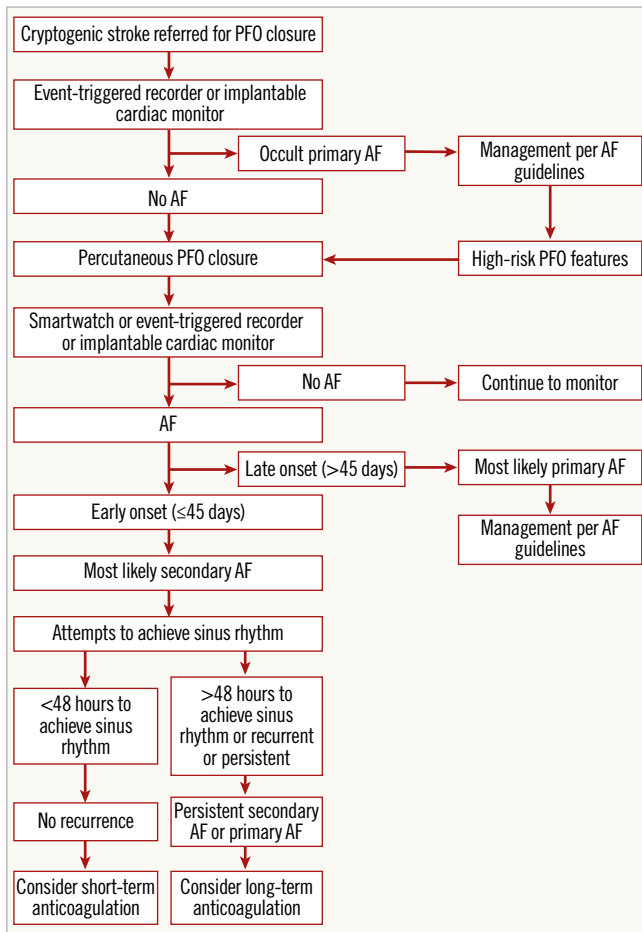 Cryptogenic stroke referred for PFO closure
Event-triggered recorder or implantable
cardiac monitor
Occult primary AF
Management per AF
guidelines
No AF
Percutaneous PFO closure
High-risk PFO features
Smartwatch or event-triggered recorder
or implantable cardiac monitor
No AF
Continue to monitor
AF
Late onset (>45 days)
Most likely primary AF
Early onset (≤45 days)
Management per AF
guidelines
Most likely secondary AF
Attempts to achieve sinus rhythm
<48 hours to
achieve sinus
rhythm
>48 hours to
achieve sinus
rhythm or recurrent
or persistent
No recurrence
Persistent secondary
AF or primary AF
Consider short-term
anticoagulation
Consider long-term
anticoagulation